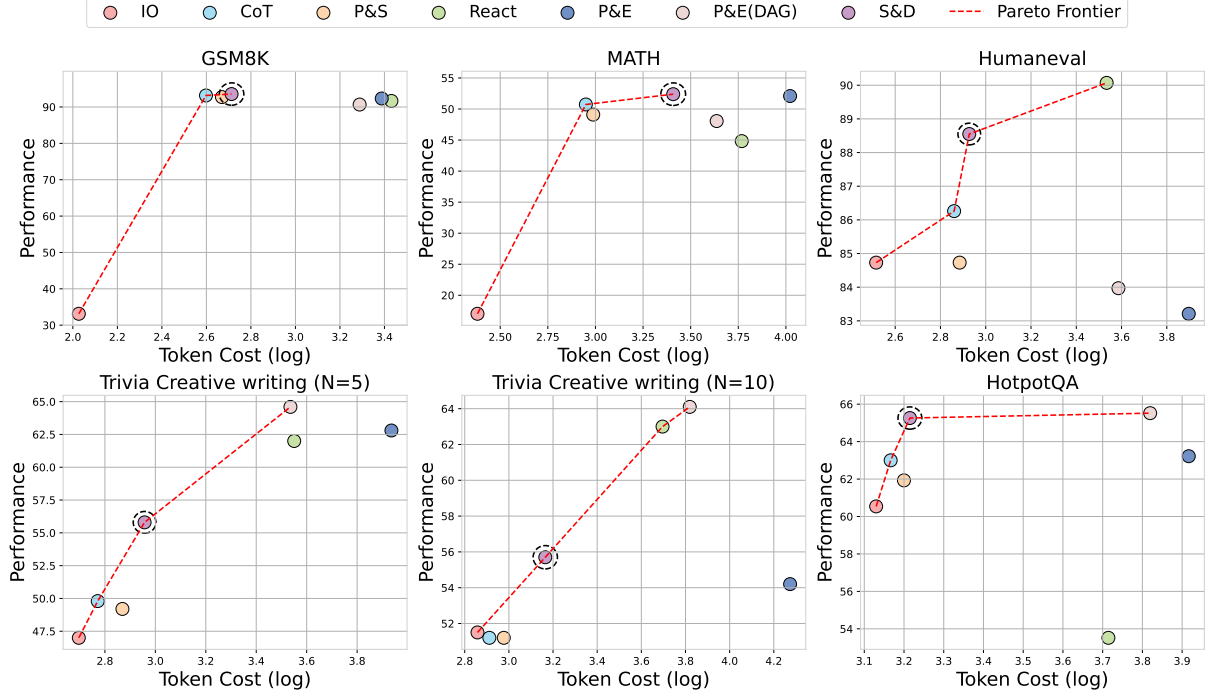 IO CoT P&S React P&E P&E(DAG) S&D Pareto Frontier
GSM8K
Performance
90
80
70
60
50
40
30
2.0 2.2 2.4 2.6 2.8 3.0 3.2 3.4
Token Cost (log)
MATH
Performance
55
50
45
40
35
30
25
20
2.50 2.75 3.00 3.25 3.50 3.75 4.00
Token Cost (log)
Humaneval
Performance
90
89
88
87
86
85
84
83
2.6 2.8 3.0 3.2 3.4 3.6 3.8
Token Cost (log)
Trivia Creative writing (N=5)
Performance
65.0
62.5
60.0
57.5
55.0
52.5
50.0
47.5
2.8 3.0 3.2 3.4 3.6 3.8
Token Cost (log)
Trivia Creative writing (N=10)
Performance
64
62
60
58
56
54
52
2.8 3.0 3.2 3.4 3.6 3.8 4.0 4.2
Token Cost (log)
HotpotQA
Performance
66
64
62
60
58
56
54
3.1 3.2 3.3 3.4 3.5 3.6 3.7 3.8 3.9
Token Cost (log)